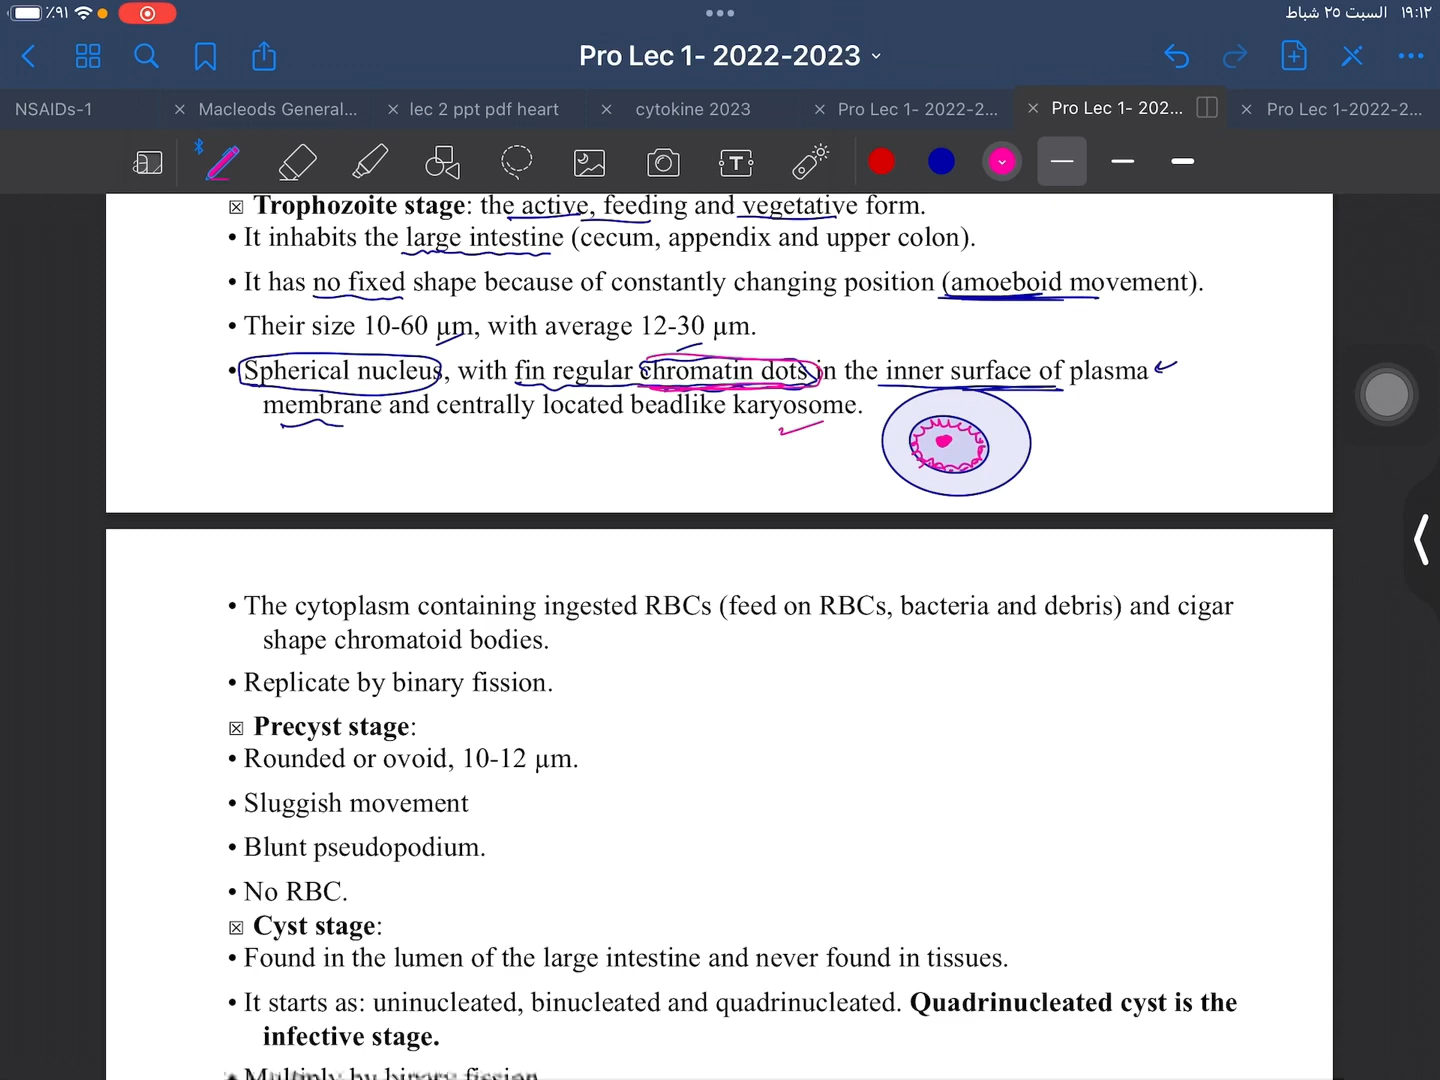 ٪٩١
السبت ٢٥ شباط ١٩:١٢
Pro Lec 1- 2022-2023
NSAIDs-1
Macleods General...
lec 2 ppt pdf heart
cytokine 2023
Pro Lec 1- 2022-2...
Pro Lec 1- 202...
Pro Lec 1-2022-2...
T
☒ Trophozoite stage: the active, feeding and vegetative form.
• It inhabits the large intestine (cecum, appendix and upper colon).
• It has no fixed shape because of constantly changing position (amoeboid movement).
• Their size 10-60 µm, with average 12-30 µm.
• Spherical nucleus, with fin regular chromatin dots in the inner surface of plasma
membrane and centrally located beadlike karyosome.
• The cytoplasm containing ingested RBCs (feed on RBCs, bacteria and debris) and cigar
shape chromatoid bodies.
• Replicate by binary fission.
☒ Precyst stage:
• Rounded or ovoid, 10-12 µm.
• Sluggish movement
• Blunt pseudopodium.
• No RBC.
☒ Cyst stage:
• Found in the lumen of the large intestine and never found in tissues.
• It starts as: uninucleated, binucleated and quadrinucleated. Quadrinucleated cyst is the
infective stage.
• Multiply by binary fission